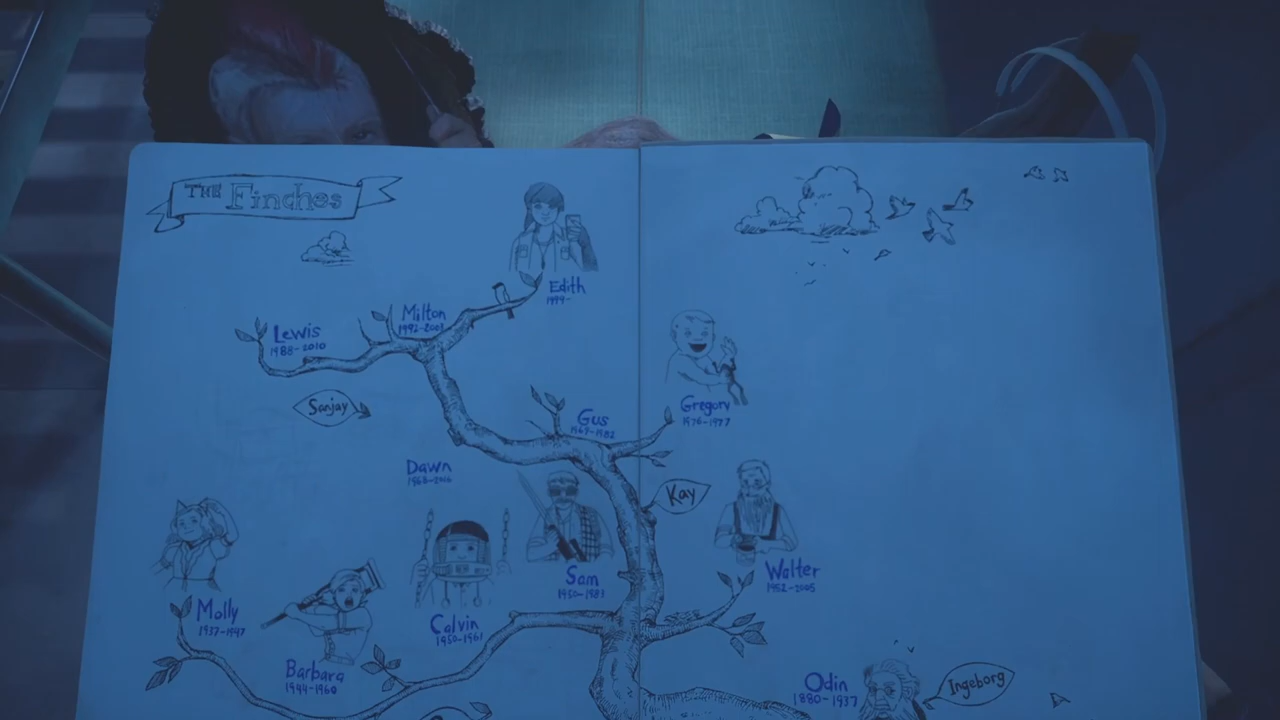 THE Finches
Edith
1999-
Milton
1992-2003
Lewis
1988-2010
Sanjay
Gregory
1976-1977
Gus
1969-1982
Dawn
1968-2016
Kay
Sam
1950-1983
Walter
1952-2005
Molly
1937-1947
Calvin
1950-1961
Barbara
1944-1960
Odin
1880-1937
Ingeborg